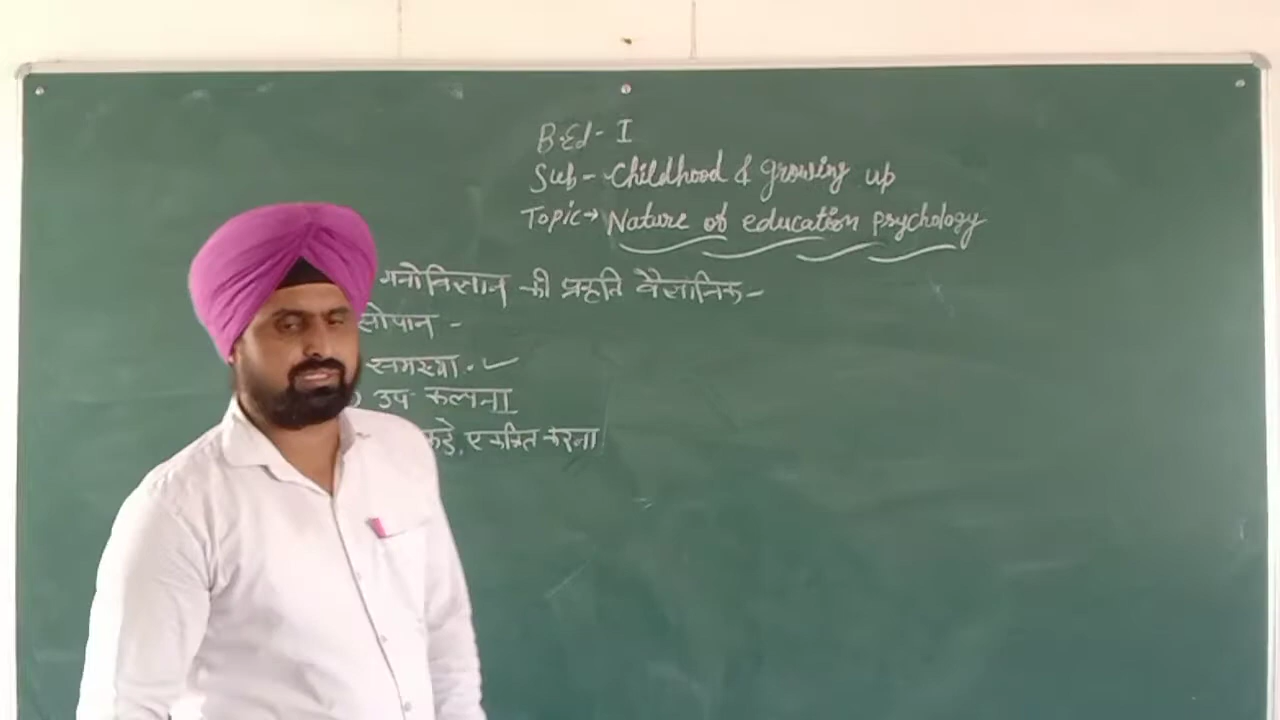 B.Ed - I
Sub - Childhood & growing up
Topic → Nature of education psychology
मनोविज्ञान की प्रकृति वैज्ञानिक -
सोपान -
समस्या. ✓
उप कल्पना
एकत्रित करना